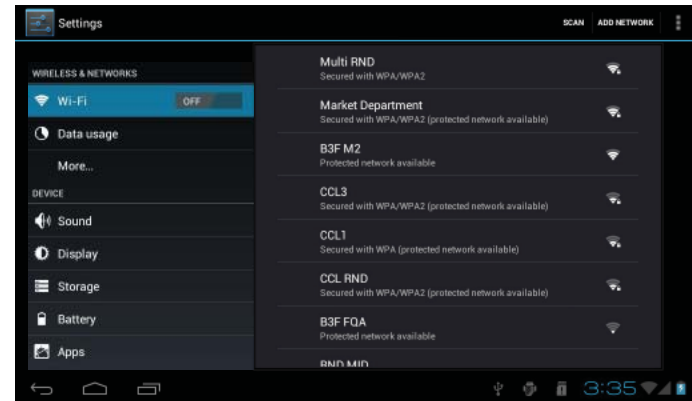 Settings
SCAN
ADD NETWORK
WIRELESS & NETWORKS
Wi-Fi
OFF
Data usage
More...
DEVICE
Sound
Display
Storage
Battery
Apps
Multi RND
Secured with WPA/WPA2
Market Department
Secured with WPA/WPA2 (protected network available)
B3F M2
Protected network available
CCL3
Secured with WPA/WPA2 (protected network available)
CCL1
Secured with WPA (protected network available)
CCL RND
Secured with WPA/WPA2 (protected network available)
B3F FQA
Protected network available
RND MID
3:35